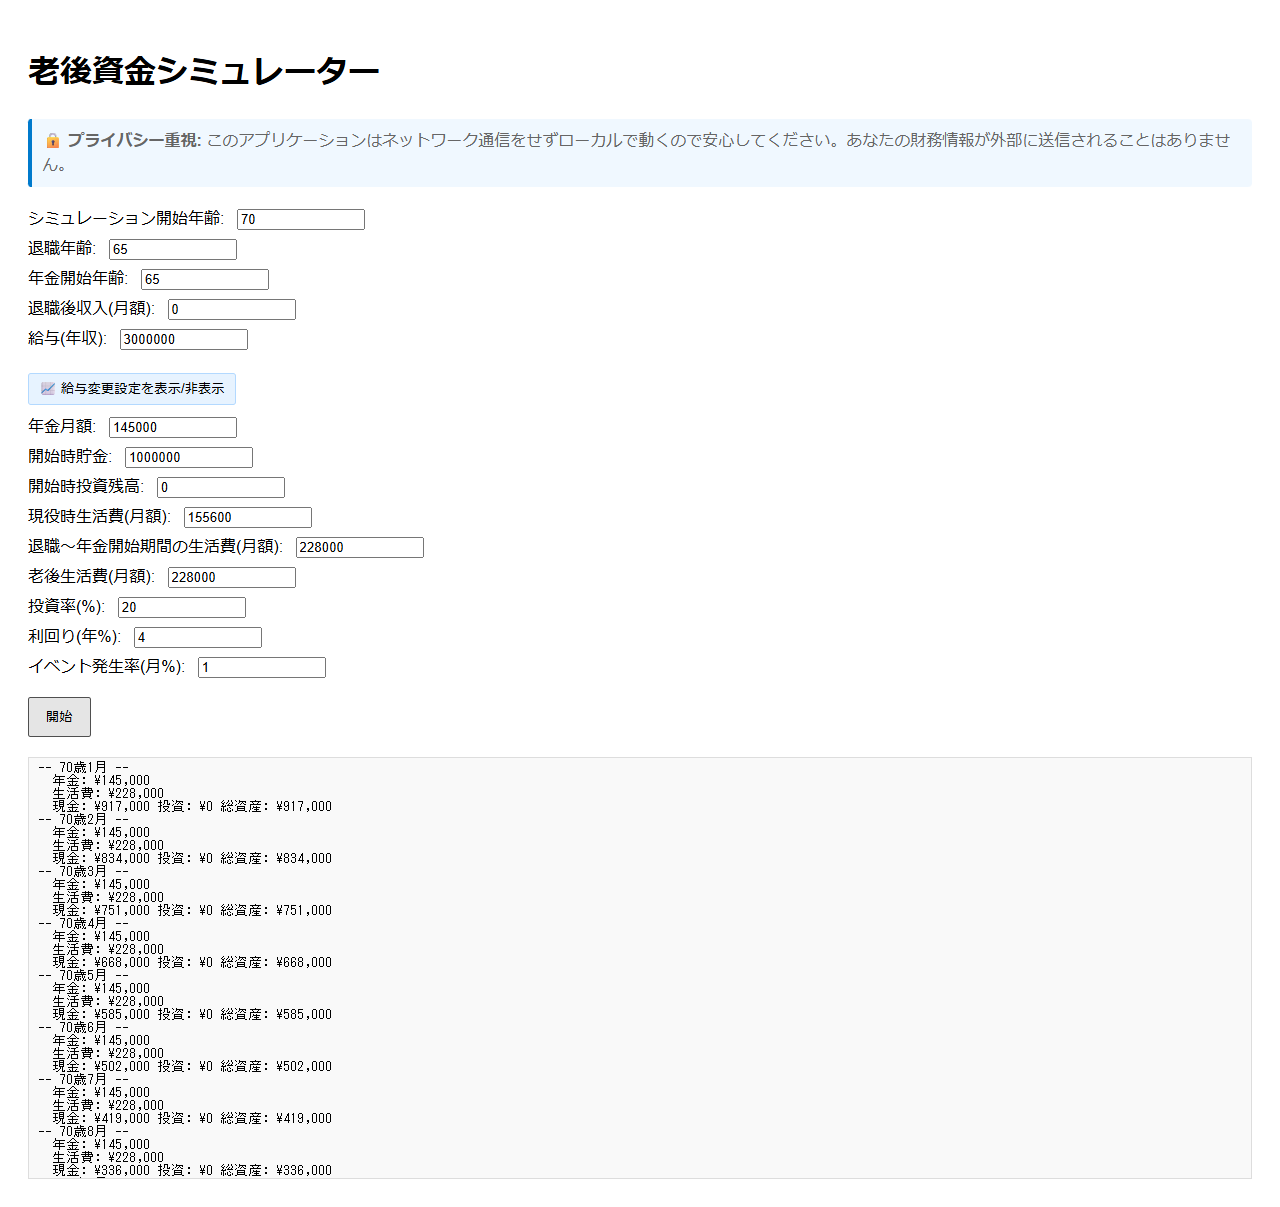 老後資金シミュレーター
🔒 プライバシー重視: このアプリケーションはネットワーク通信をせずローカルで動くので安心してください。あなたの財務情報が外部に送信されることはありませ
ん。
シミュレーション開始年齢: 70
退職年齢: 65
年金開始年齢: 65
退職後収入(月額): 0
給与(年収): 3000000
📈 給与変更設定を表示/非表示
年金月額: 145000
開始時貯金: 1000000
開始時投資残高: 0
現役時生活費(月額): 155600
退職～年金開始期間の生活費(月額): 228000
老後生活費(月額): 228000
投資率(%): 20
利回り(年%): 4
イベント発生率(月%): 1
開始
-- 70歳1月 --
年金: ¥145,000
生活費: ¥228,000
現金: ¥917,000 投資: ¥0 総資産: ¥917,000
-- 70歳2月 --
年金: ¥145,000
生活費: ¥228,000
現金: ¥834,000 投資: ¥0 総資産: ¥834,000
-- 70歳3月 --
年金: ¥145,000
生活費: ¥228,000
現金: ¥751,000 投資: ¥0 総資産: ¥751,000
-- 70歳4月 --
年金: ¥145,000
生活費: ¥228,000
現金: ¥668,000 投資: ¥0 総資産: ¥668,000
-- 70歳5月 --
年金: ¥145,000
生活費: ¥228,000
現金: ¥585,000 投資: ¥0 総資産: ¥585,000
-- 70歳6月 --
年金: ¥145,000
生活費: ¥228,000
現金: ¥502,000 投資: ¥0 総資産: ¥502,000
-- 70歳7月 --
年金: ¥145,000
生活費: ¥228,000
現金: ¥419,000 投資: ¥0 総資産: ¥419,000
-- 70歳8月 --
年金: ¥145,000
生活費: ¥228,000
現金: ¥336,000 投資: ¥0 総資産: ¥336,000